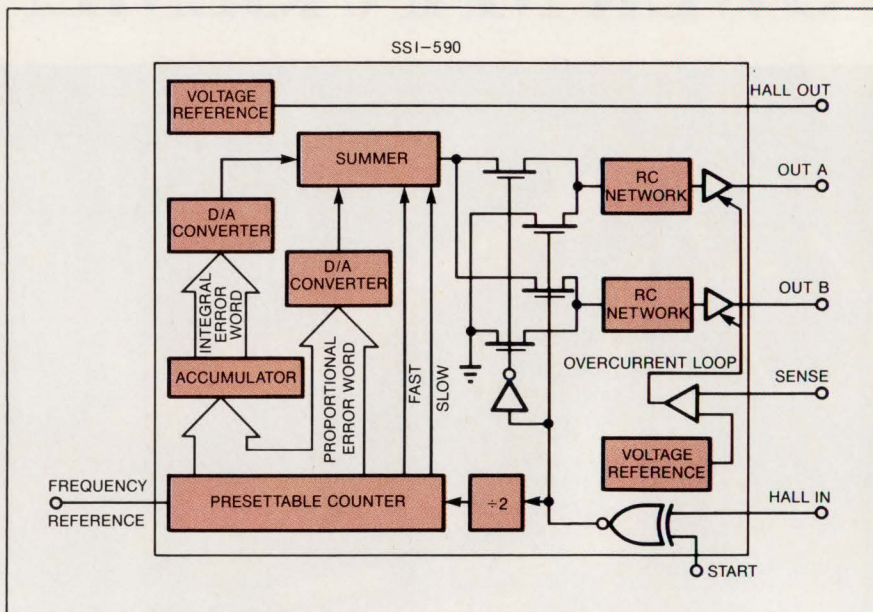 SSI-590
VOLTAGE
REFERENCE
HALL OUT
SUMMER
RC
NETWORK
OUT A
D/A
CONVERTER
D/A
CONVERTER
RC
NETWORK
OUT B
INTEGRAL
ERROR
WORD
PROPORTIONAL
ERROR WORD
FAST
SLOW
OVERCURRENT LOOP
SENSE
ACCUMULATOR
VOLTAGE
REFERENCE
FREQUENCY
REFERENCE
PRESETTABLE COUNTER
÷2
HALL IN
START